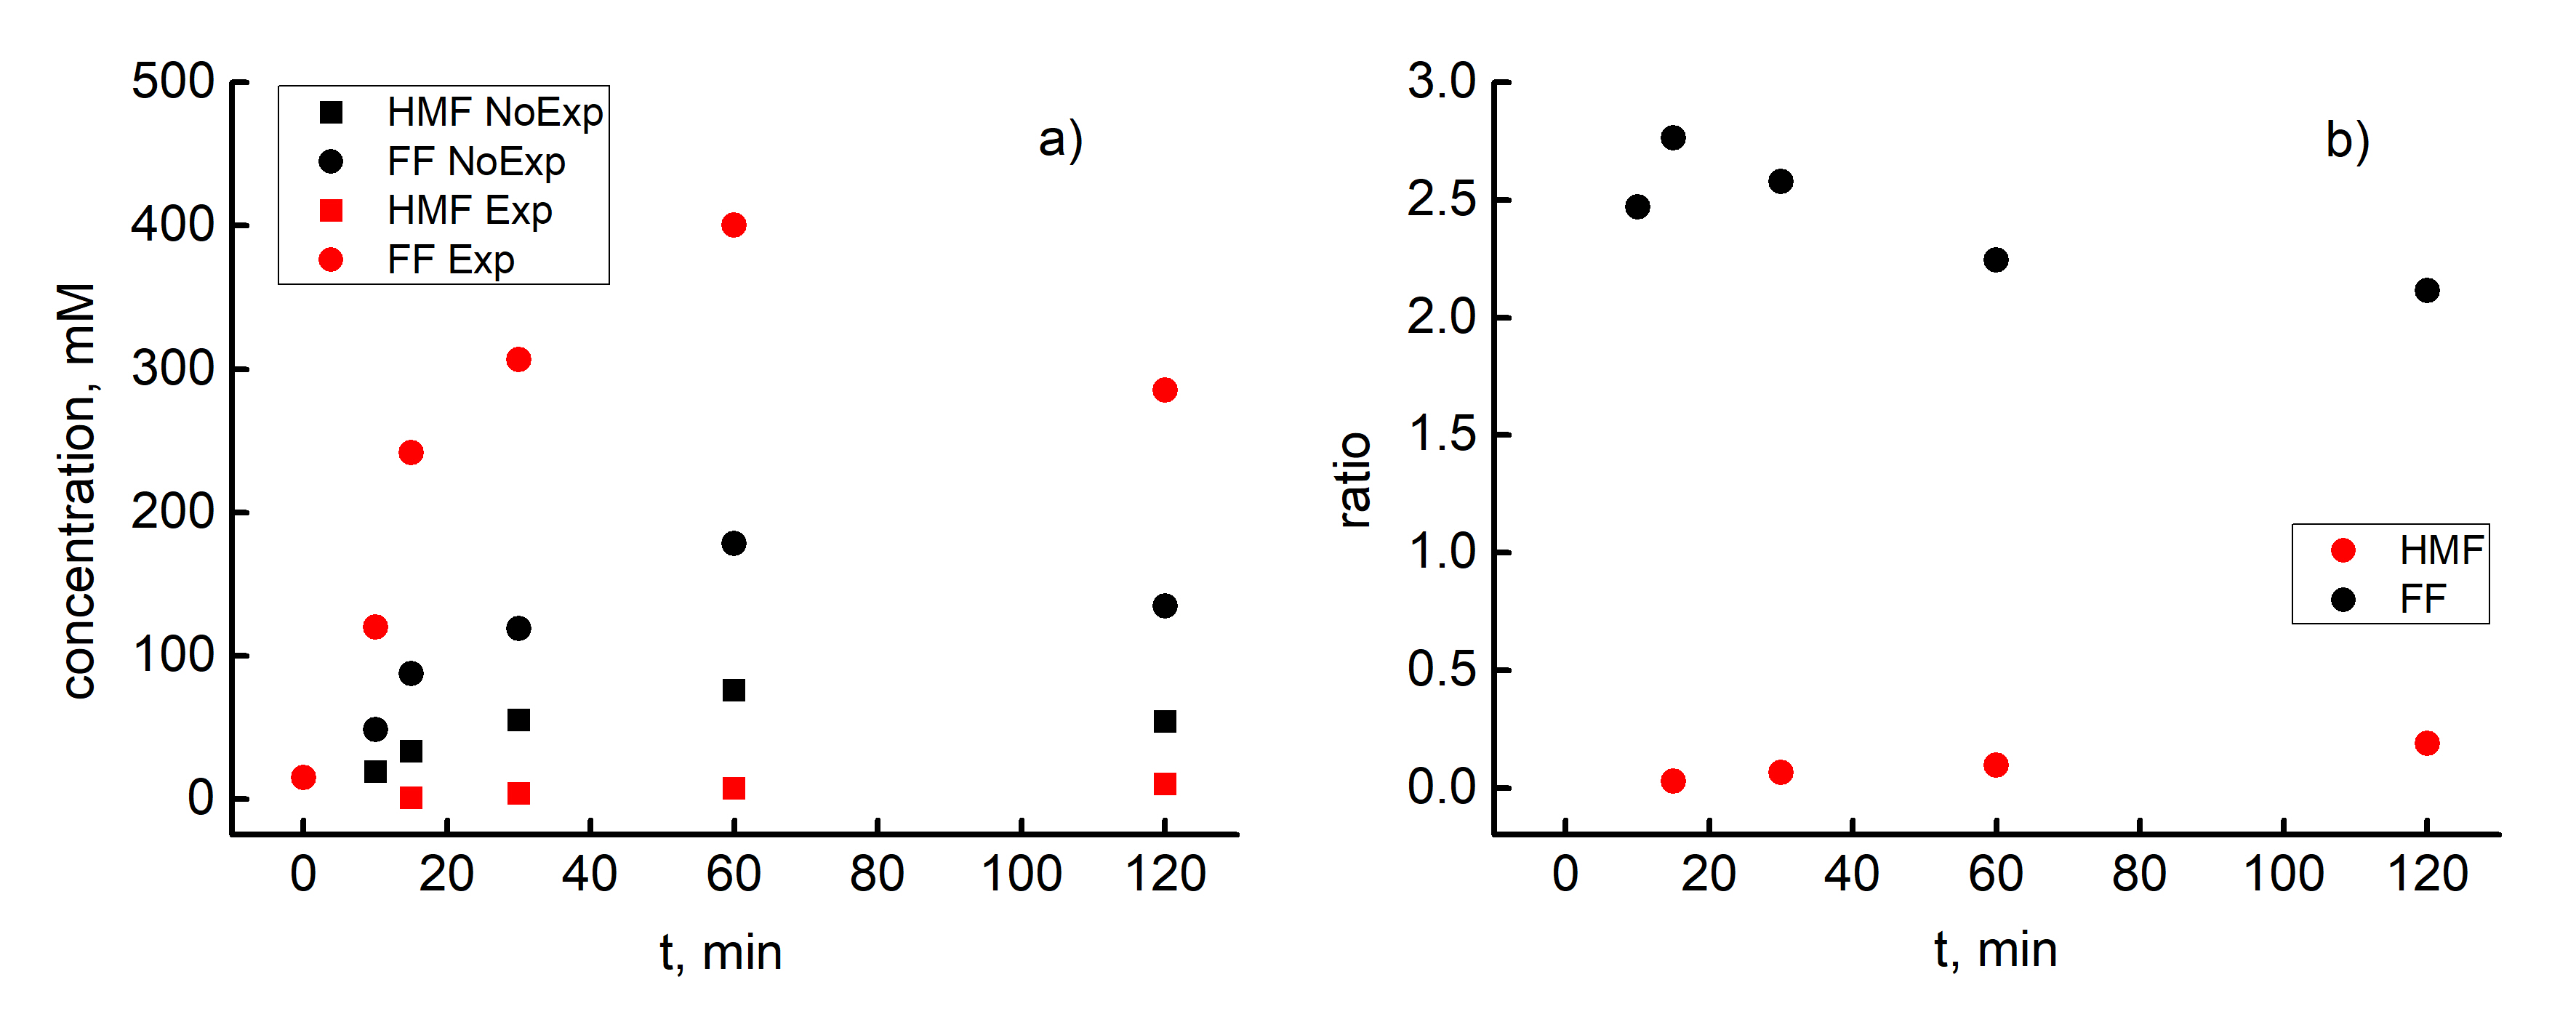 500
400
300
200
100
0
concentration, mM
HMF NoExp
FF NoExp
HMF Exp
FF Exp
a)
0 20 40 60 80 100 120
t, min
3.0
2.5
2.0
1.5
1.0
0.5
0.0
ratio
b)
HMF
FF
0 20 40 60 80 100 120
t, min